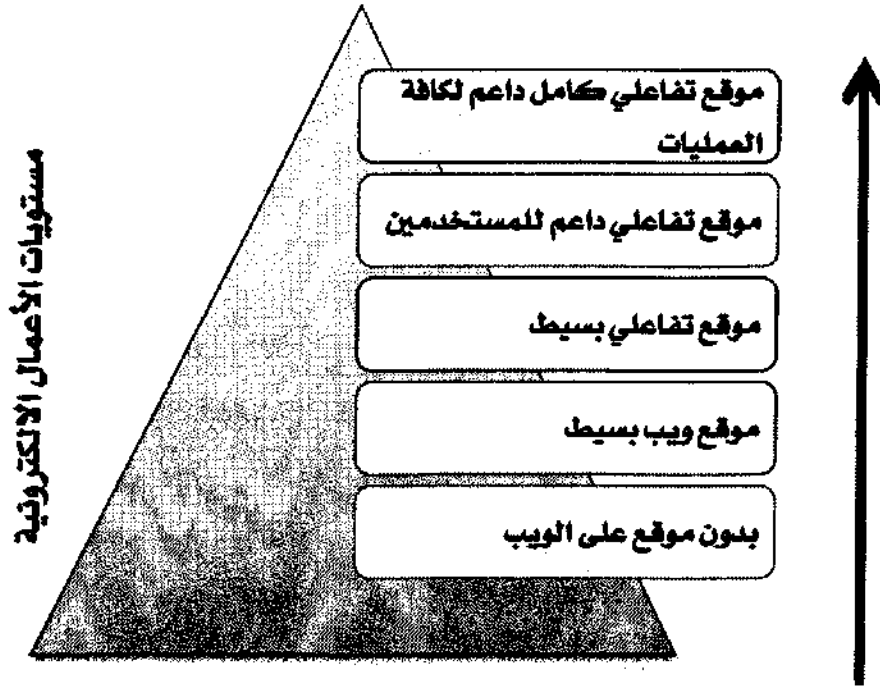 مستويات الأعمال الالكترونية
موقع تفاعلي كامل داعم لكافة
العمليات
موقع تفاعلي داعم للمستخدمين
موقع تفاعلي بسيط
موقع ويب بسيط
بدون موقع على الويب